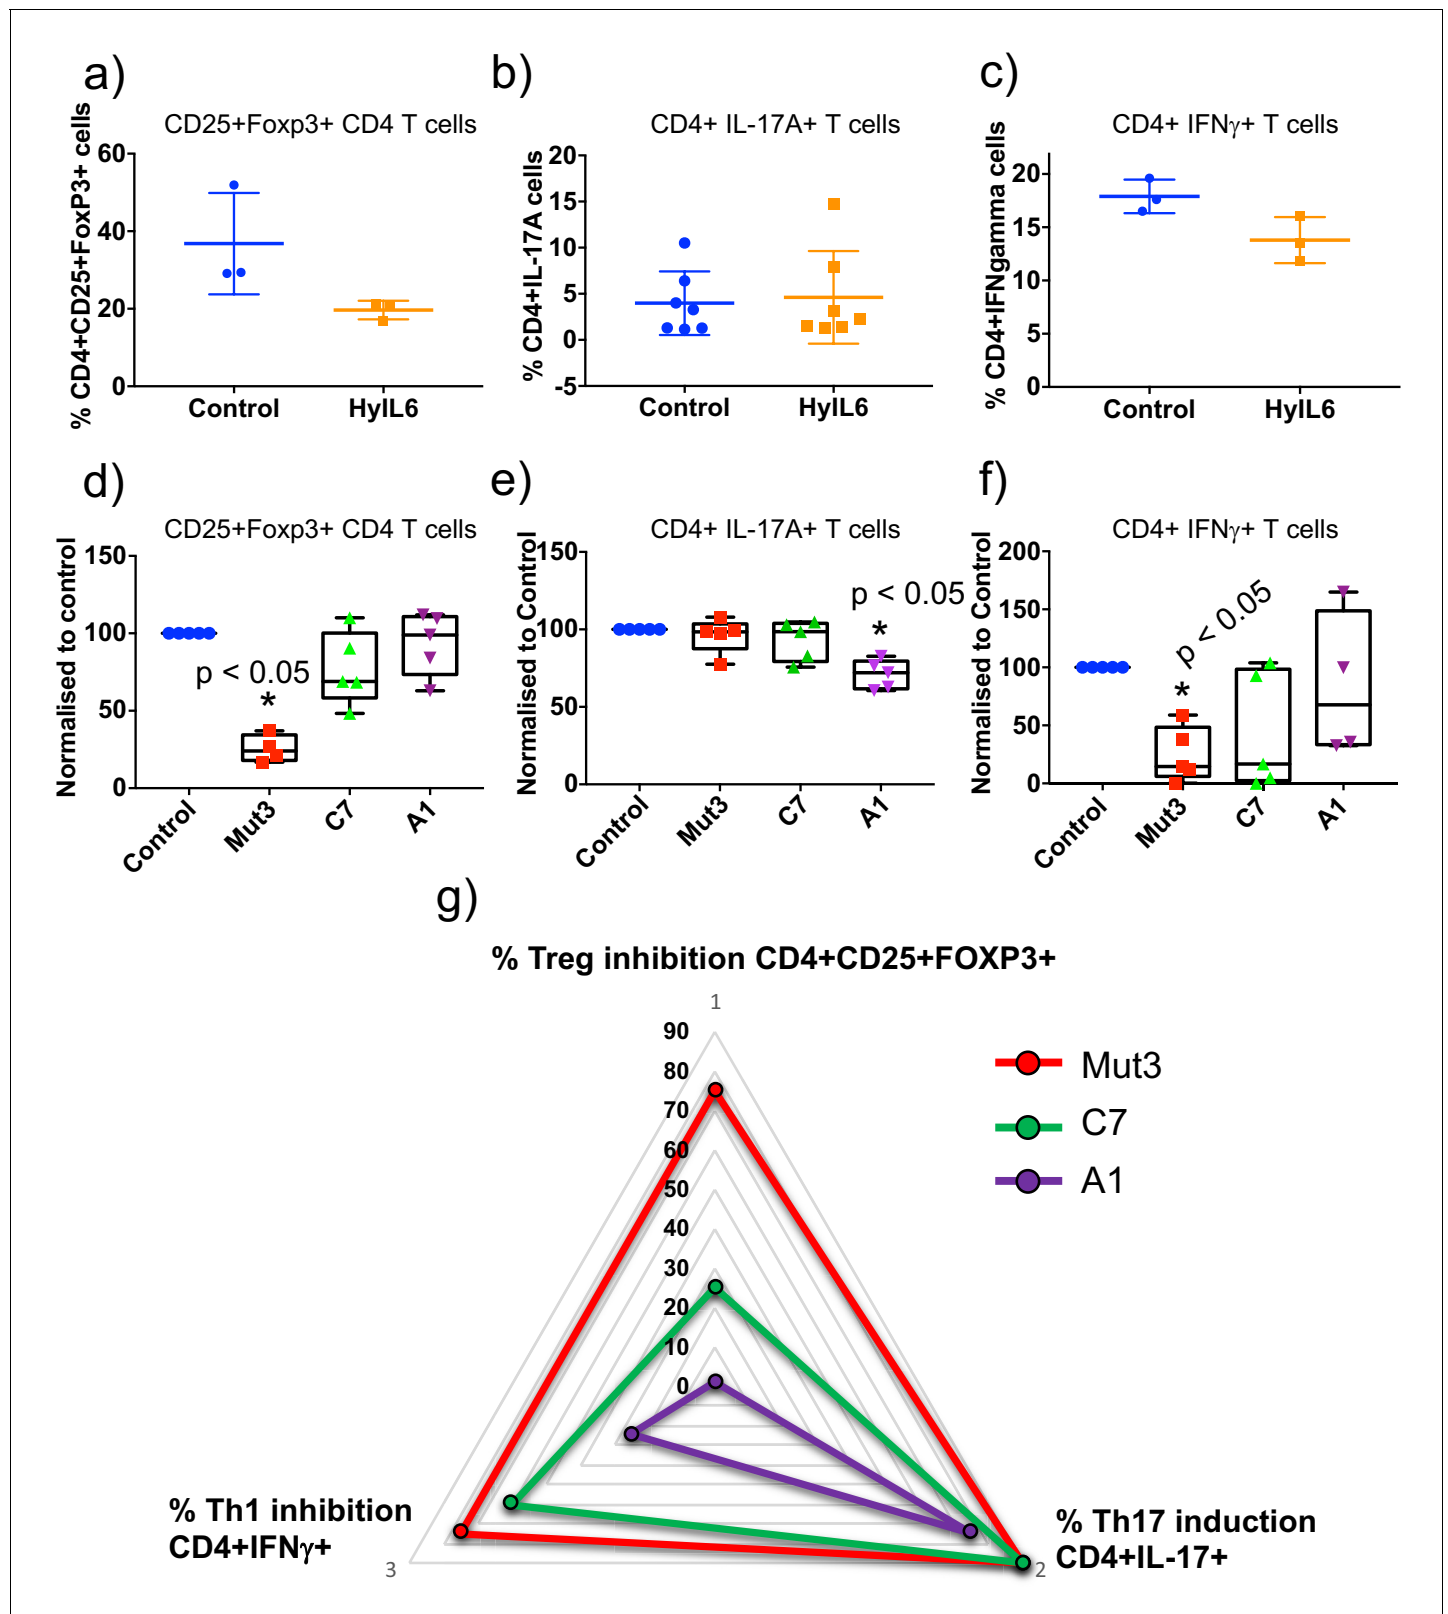 a)
CD25+Foxp3+ CD4 T cells
% CD4+CD25+FoxP3+ cells
60
40
20
0
Control
HyIL6
b)
CD4+ IL-17A+ T cells
% CD4+IL-17A cells
20
15
10
5
0
-5
Control
HyIL6
c)
CD4+ IFNγ+ T cells
% CD4+IFNgamma cells
20
15
10
5
0
Control
HyIL6
d)
CD25+Foxp3+ CD4 T cells
Normalised to control
150
100
50
0
p < 0.05
*
Control
Mut3
C7
A1
e)
CD4+ IL-17A+ T cells
Normalised to Control
150
100
50
0
p < 0.05
*
Control
Mut3
C7
A1
f)
CD4+ IFNγ+ T cells
Normalised to Control
200
150
100
50
0
p < 0.05
*
Control
Mut3
C7
A1
g)
% Treg inhibition CD4+CD25+FOXP3+
1
90
80
70
60
50
40
30
20
10
0
Mut3
C7
A1
% Th1 inhibition
CD4+IFNγ+
3
% Th17 induction
CD4+IL-17+
2